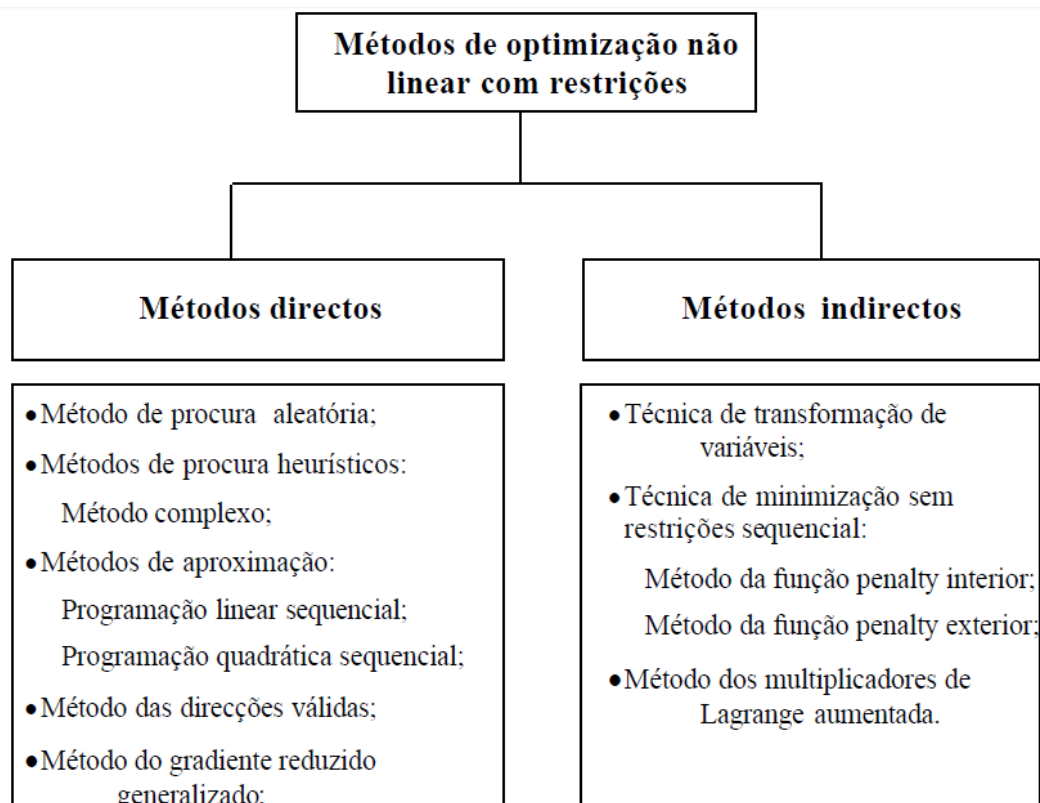 Métodos de optimização não
linear com restrições
Métodos directos
•Método de procura aleatória;
•Métodos de procura heurísticos:
Método complexo;
•Métodos de aproximação:
Programação linear sequencial;
Programação quadrática sequencial;
•Método das direcções válidas;
•Método do gradiente reduzido
generalizado;
Métodos indirectos
•Técnica de transformação de
variáveis;
•Técnica de minimização sem
restrições sequencial:
Método da função penalty interior;
Método da função penalty exterior;
•Método dos multiplicadores de
Lagrange aumentada.